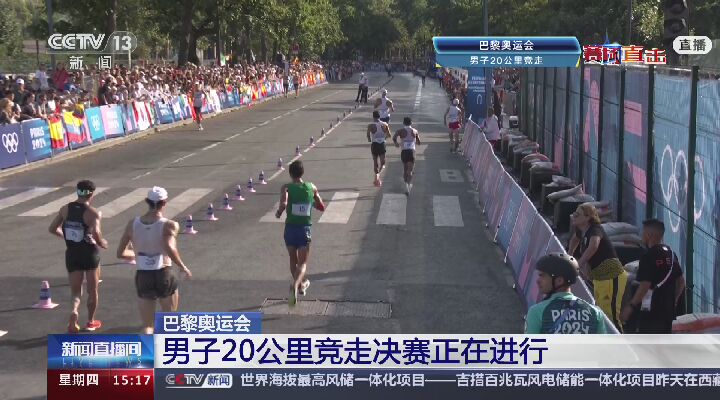 CCTV 13
新闻
巴黎奥运会
男子20公里竞走
赛场直击
直播
PARIS 2024
巴黎奥运会
新闻直播间
男子20公里竞走决赛正在进行
星期四 15:17
CCTV 新闻
世界海拔最高风储一体化项目——吉措百兆瓦风电储能一体化项目昨天在西藏